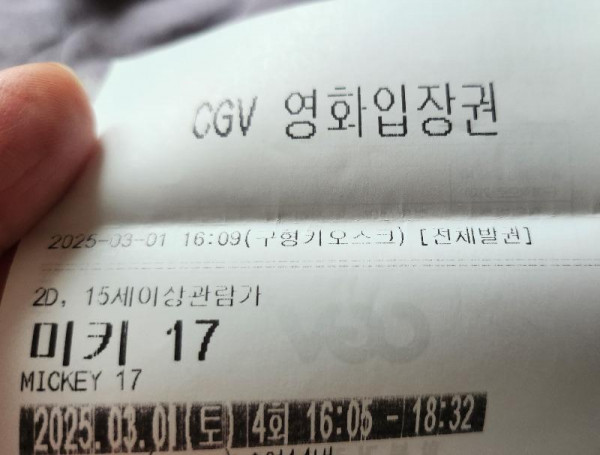 CGV 영화입장권
2025-03-01 16:09(구형키오스크) [전체발권]
2D, 15세이상관람가
미키 17
MICKEY 17
2025.03.01(토) 4회 16:05 - 18:32